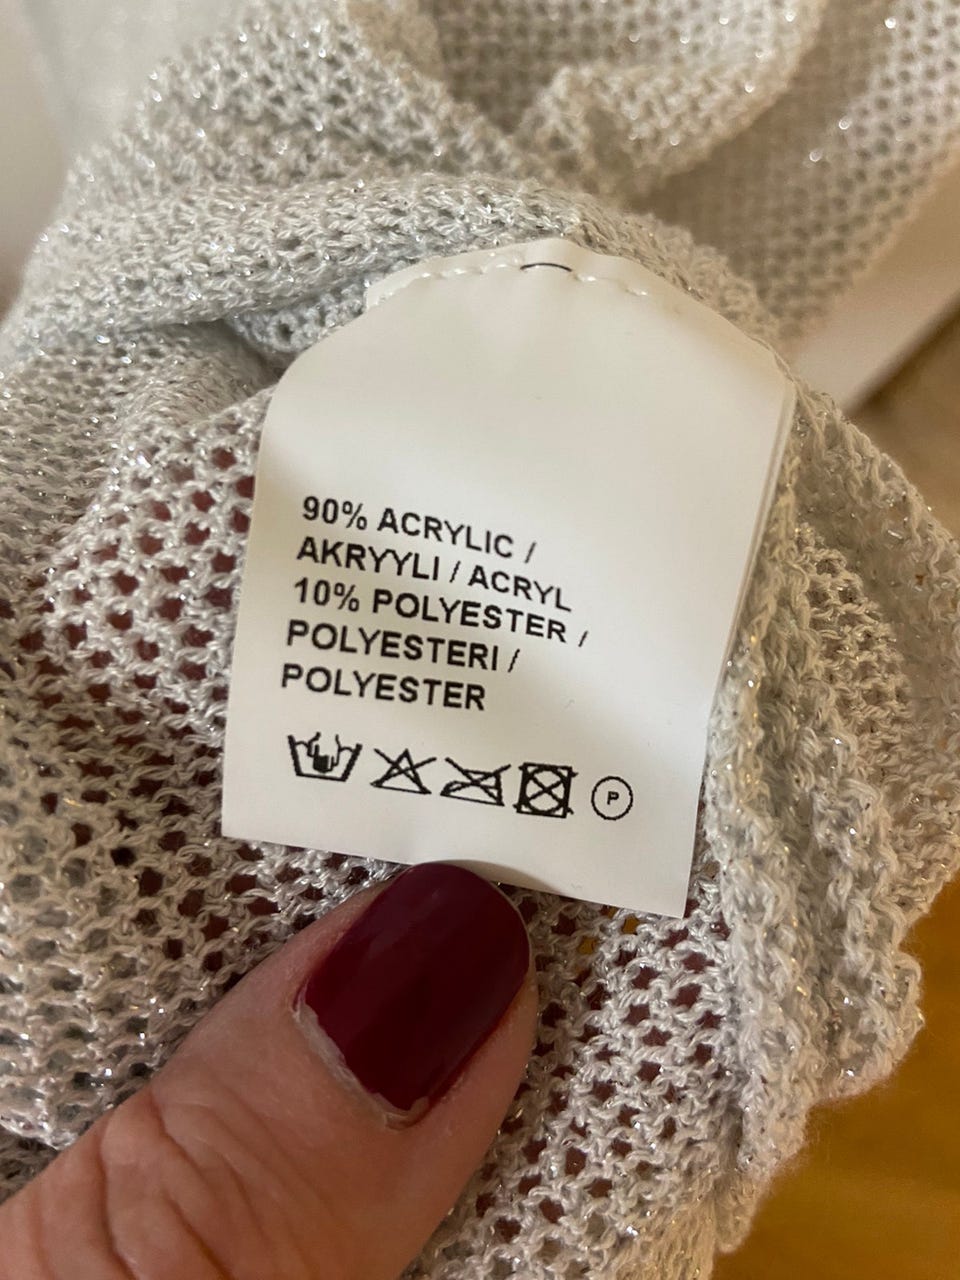 90% ACRYLIC /
AKRYYLI / ACRYL
10% POLYESTER /
POLYESTERI /
POLYESTER
P